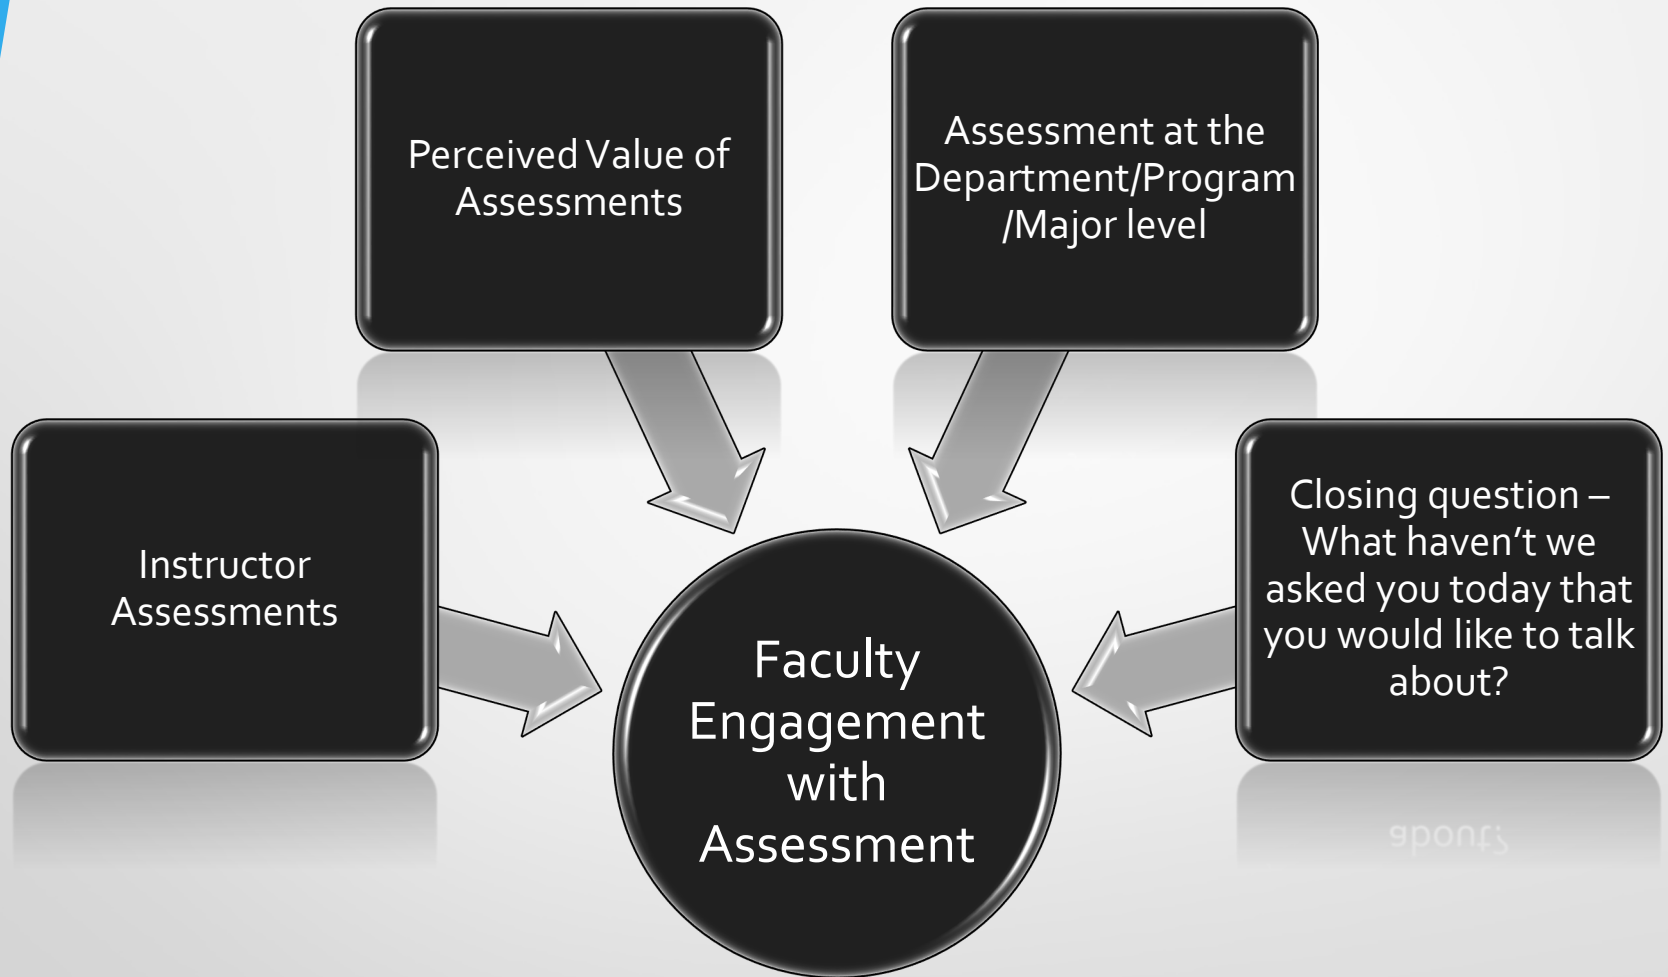 Perceived Value of
Assessments
Assessment at the
Department/Program
/Major level
Instructor
Assessments
Closing question –
What haven't we
asked you today that
you would like to talk
about?
Faculty
Engagement
with
Assessment